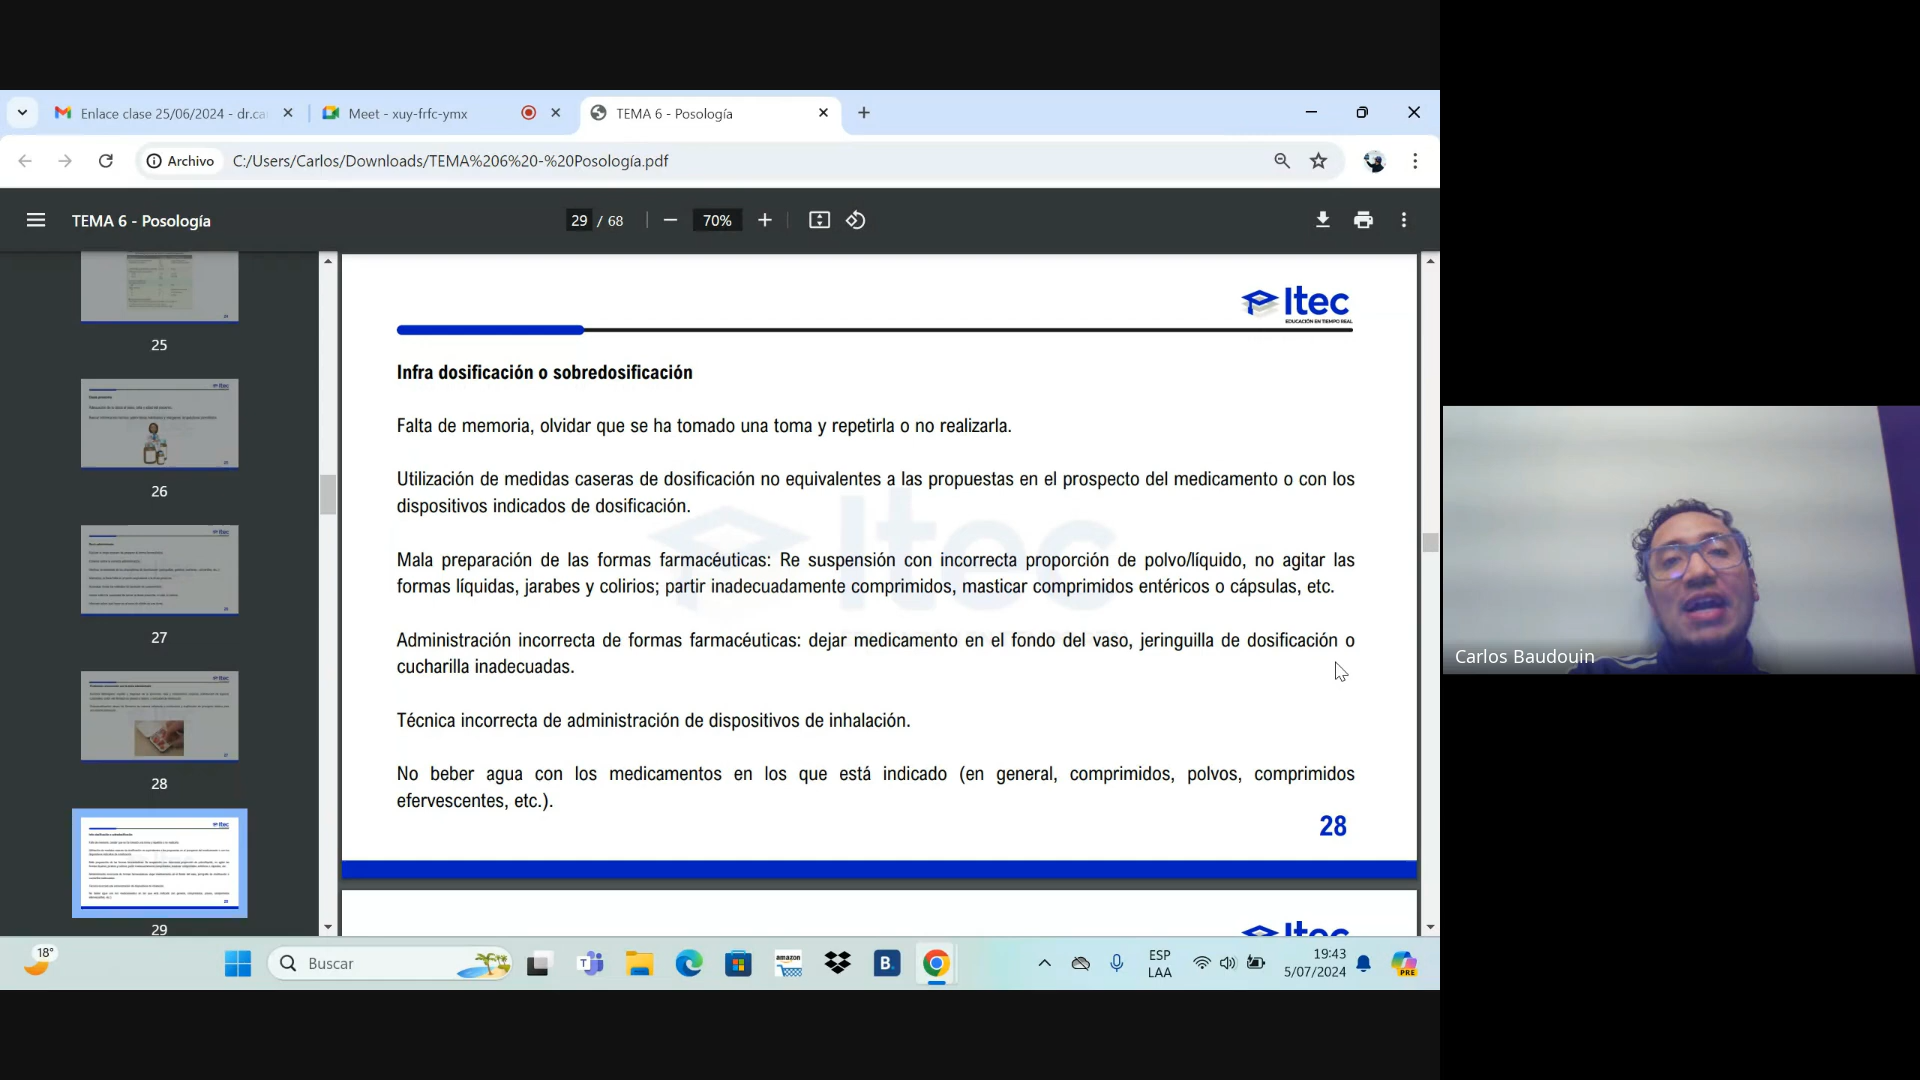 Enlace clase 25/06/2024 - dr.ca
Meet - xuy-frfc-ymx
TEMA 6 - Posología
Archivo
C:/Users/Carlos/Downloads/TEMA%206%20-%20Posología.pdf
TEMA 6 - Posología
29 / 68
70%
25
26
27
28
29
Itec
EDUCACIÓN EN TIEMPO REAL
Infra dosificación o sobredosificación
Falta de memoria, olvidar que se ha tomado una toma y repetirla o no realizarla.
Utilización de medidas caseras de dosificación no equivalentes a las propuestas en el prospecto del medicamento o con los
dispositivos indicados de dosificación.
Mala preparación de las formas farmacéuticas: Re suspensión con incorrecta proporción de polvo/líquido, no agitar las
formas líquidas, jarabes y colirios; partir inadecuadamente comprimidos, masticar comprimidos entéricos o cápsulas, etc.
Administración incorrecta de formas farmacéuticas: dejar medicamento en el fondo del vaso, jeringuilla de dosificación o
cucharilla inadecuadas.
Técnica incorrecta de administración de dispositivos de inhalación.
No beber agua con los medicamentos en los que está indicado (en general, comprimidos, polvos, comprimidos
efervescentes, etc.).
28
Itec
Carlos Baudouin
18°
Buscar
amazon
B.
ESP
LAA
19:43
5/07/2024
PRE